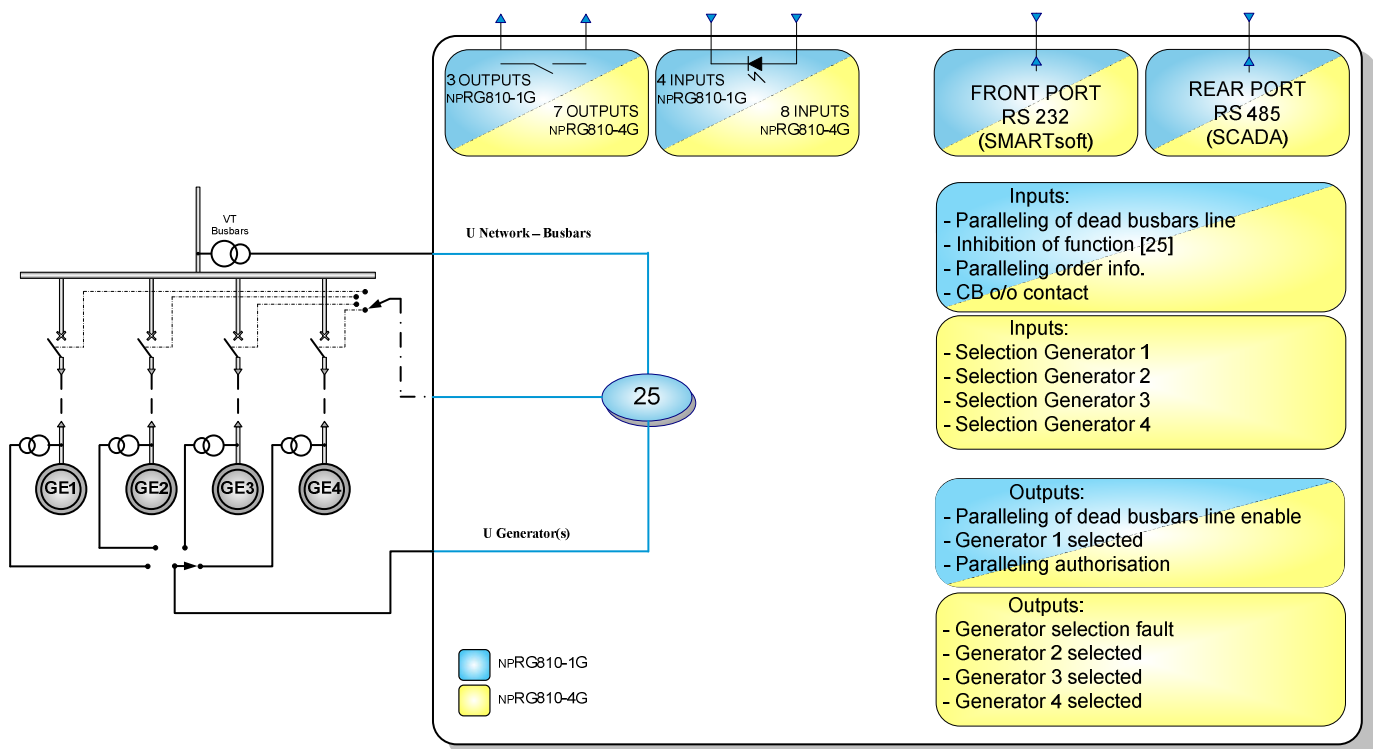 3 OUTPUTS
NPRG810-1G
7 OUTPUTS
NPRG810-4G
4 INPUTS
NPRG810-1G
8 INPUTS
NPRG810-4G
FRONT PORT
RS 232
(SMARTsoft)
REAR PORT
RS 485
(SCADA)
VT
Busbars
U Network – Busbars
25
U Generator(s)
GE1
GE2
GE3
GE4
Inputs:
- Paralleling of dead busbars line
- Inhibition of function [25]
- Paralleling order info.
- CB o/o contact
Inputs:
- Selection Generator 1
- Selection Generator 2
- Selection Generator 3
- Selection Generator 4
Outputs:
- Paralleling of dead busbars line enable
- Generator 1 selected
- Paralleling authorisation
Outputs:
- Generator selection fault
- Generator 2 selected
- Generator 3 selected
- Generator 4 selected
NPRG810-1G
NPRG810-4G